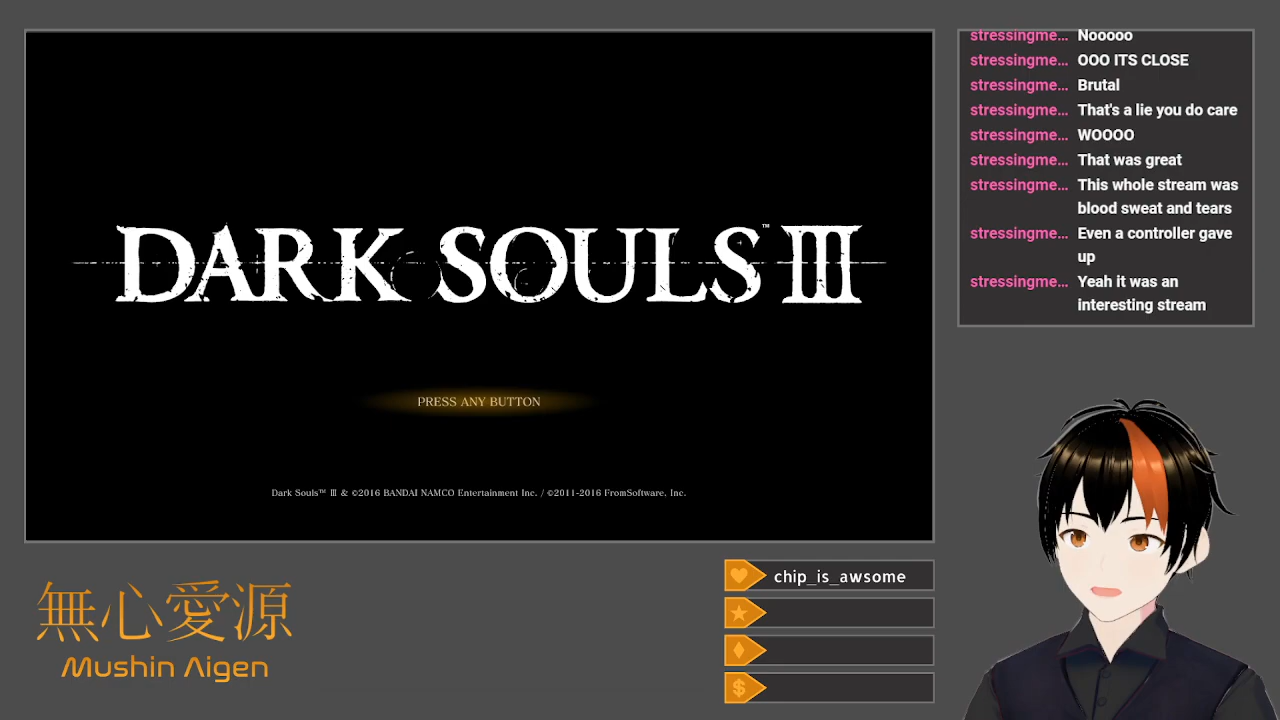 DARK SOULS™ III
PRESS ANY BUTTON
Dark Souls™ III & ©2016 BANDAI NAMCO Entertainment Inc. / ©2011-2016 FromSoftware, Inc.
stressingme... Nooooo
stressingme... OOO ITS CLOSE
stressingme... Brutal
stressingme... That's a lie you do care
stressingme... WOOOO
stressingme... That was great
stressingme... This whole stream was
blood sweat and tears
stressingme... Even a controller gave
up
stressingme... Yeah it was an
interesting stream
無心愛源
Mushin Aigen
chip_is_awsome